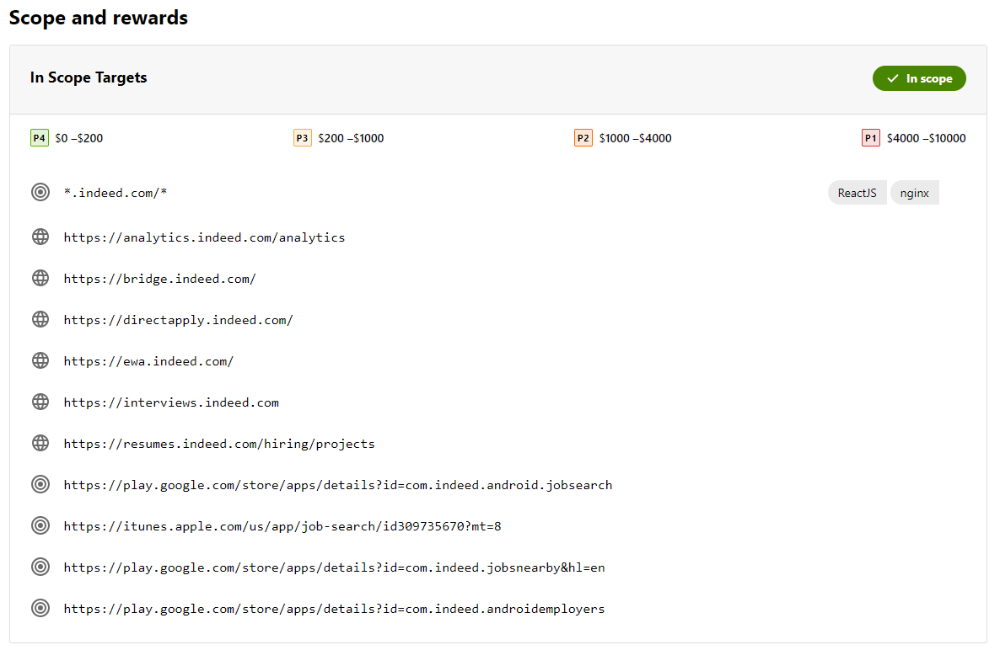 Scope and rewards
In Scope Targets
In scope
P4 $0 –$200
P3 $200 –$1000
P2 $1000 –$4000
P1 $4000 –$10000
*.indeed.com/*
ReactJS
nginx
https://analytics.indeed.com/analytics
https://bridge.indeed.com/
https://directapply.indeed.com/
https://ewa.indeed.com/
https://interviews.indeed.com
https://resumes.indeed.com/hiring/projects
https://play.google.com/store/apps/details?id=com.indeed.android.jobsearch
https://itunes.apple.com/us/app/job-search/id309735670?mt=8
https://play.google.com/store/apps/details?id=com.indeed.jobsnearby&hl=en
https://play.google.com/store/apps/details?id=com.indeed.androidemployers